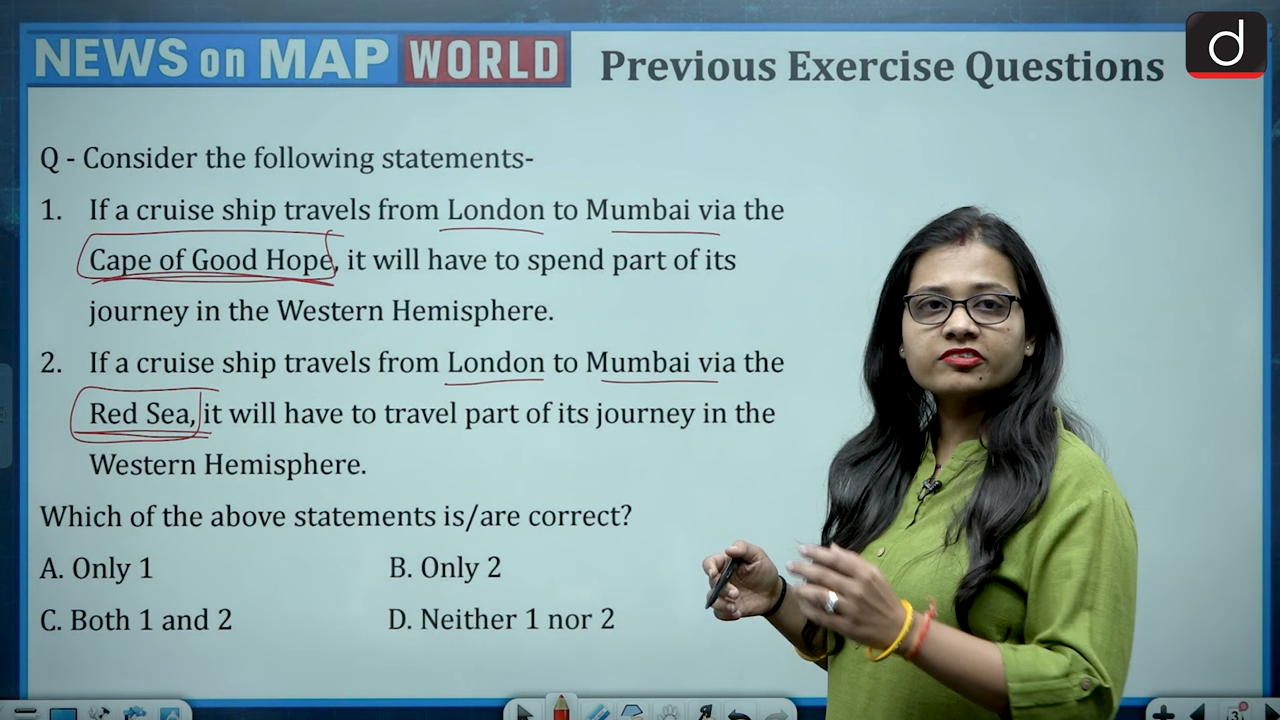 NEWS on MAP WORLD
Previous Exercise Questions
d
Q - Consider the following statements-
1. If a cruise ship travels from London to Mumbai via the
Cape of Good Hope, it will have to spend part of its
journey in the Western Hemisphere.
2. If a cruise ship travels from London to Mumbai via the
Red Sea, it will have to travel part of its journey in the
Western Hemisphere.
Which of the above statements is/are correct?
A. Only 1 B. Only 2
C. Both 1 and 2 D. Neither 1 nor 2